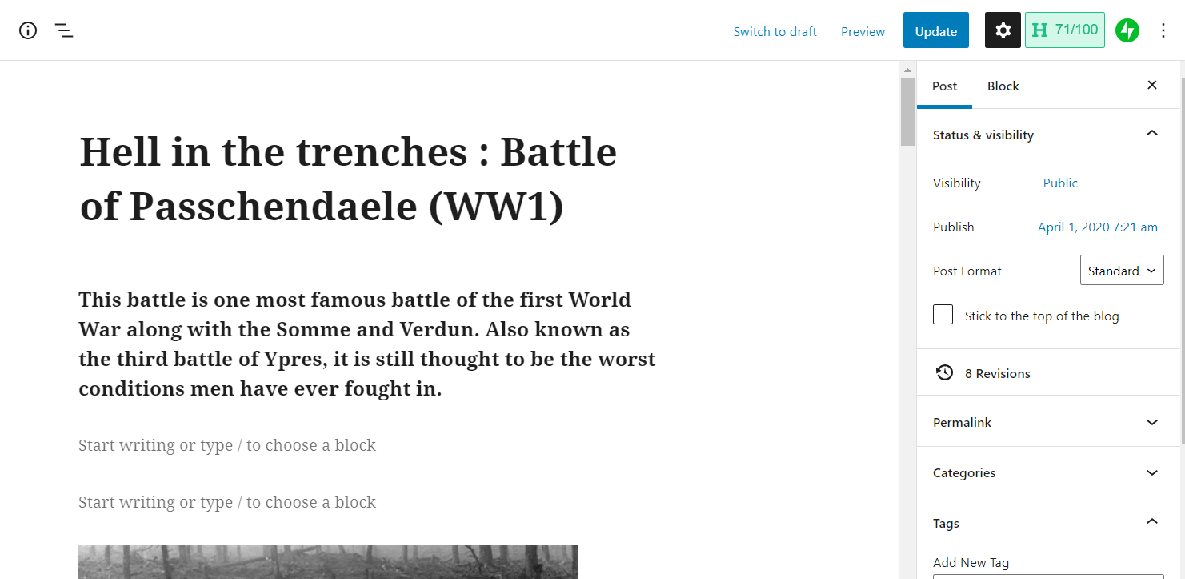 Switch to draft
Preview
Update
H 71/100
Hell in the trenches : Battle
of Passchendaele (WW1)
This battle is one most famous battle of the first World
War along with the Somme and Verdun. Also known as
the third battle of Ypres, it is still thought to be the worst
conditions men have ever fought in.
Start writing or type / to choose a block
Start writing or type / to choose a block
Post
Block
Status & visibility
Visibility
Public
Publish
April 1, 2020 7:21 am
Post Format
Standard
Stick to the top of the blog
8 Revisions
Permalink
Categories
Tags
Add New Tag